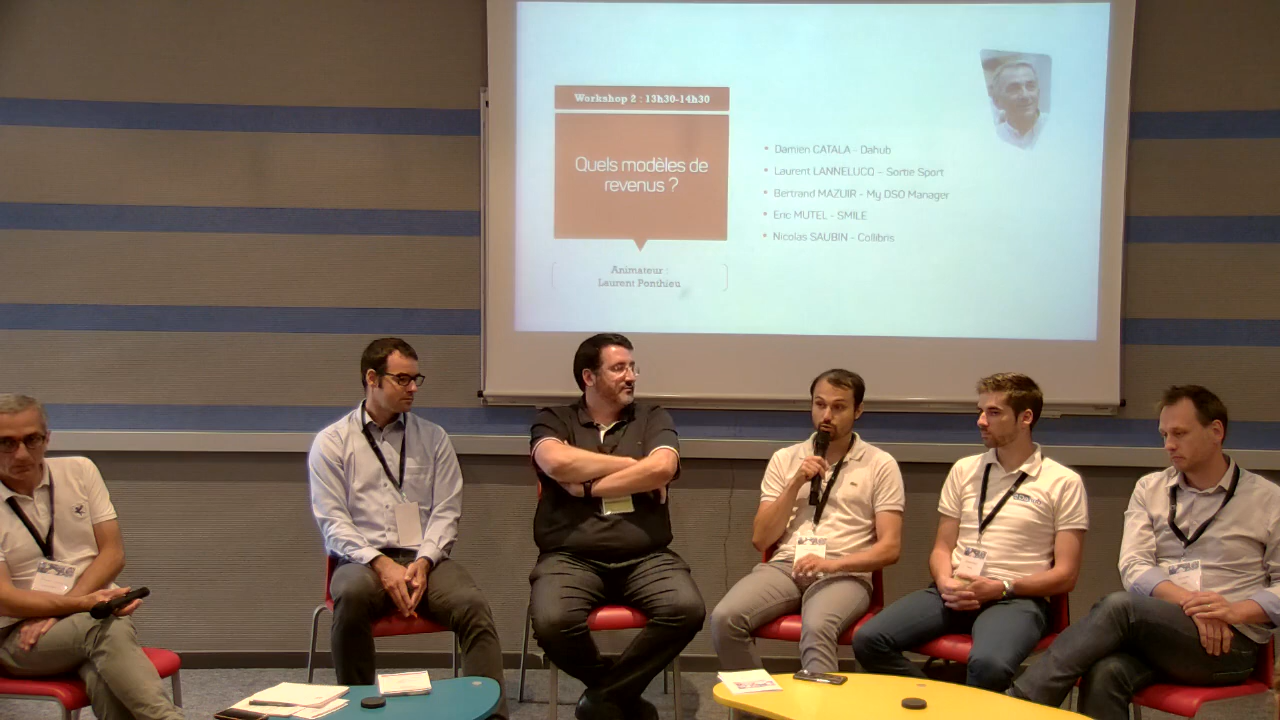 Workshop 2 : 13h30-14h30
Quels modèles de
revenus ?
Animateur :
Laurent Ponthieu
• Damien CATALA - Dahub
• Laurent LANNELUCQ - Sortie Sport
• Bertrand MAZUIR - My DSO Manager
• Eric MUTEL - SMILE
• Nicolas SAUBIN - Collibris